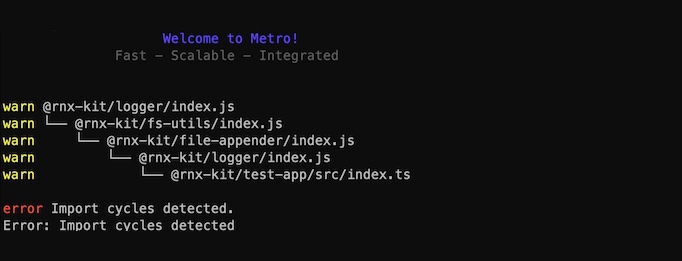 Welcome to Metro!
Fast - Scalable - Integrated
warn @rnx-kit/logger/index.js
warn └── @rnx-kit/fs-utils/index.js
warn     └── @rnx-kit/file-appender/index.js
warn         └── @rnx-kit/logger/index.js
warn             └── @rnx-kit/test-app/src/index.ts
error Import cycles detected.
Error: Import cycles detected